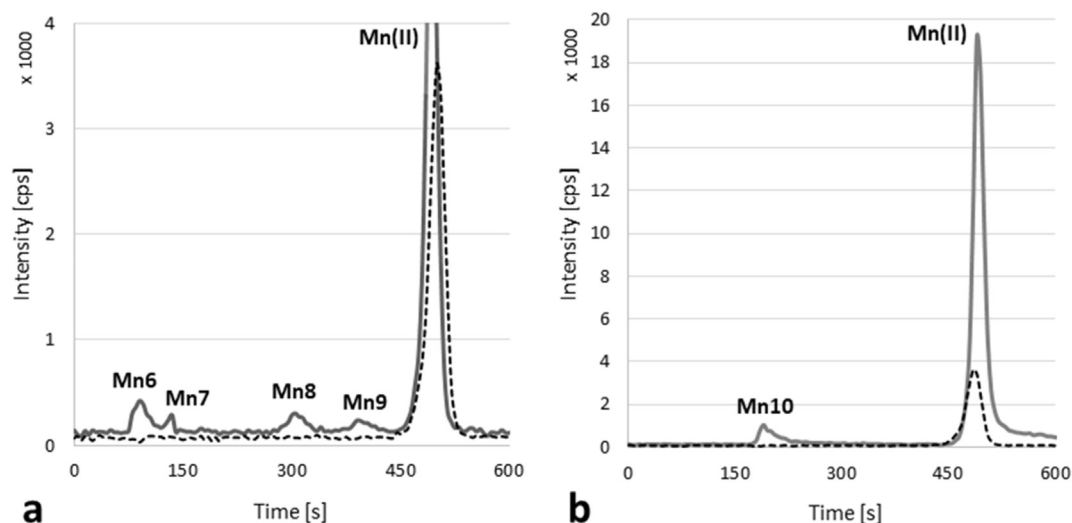 x 1000
Intensity [cps]
4
3
2
1
0
Mn(II)
Mn6
Mn7
Mn8
Mn9
0 150 300 450 600
Time [s]
a
x 1000
Intensity [cps]
20
18
16
14
12
10
8
6
4
2
0
Mn(II)
Mn10
0 150 300 450 600
Time [s]
b